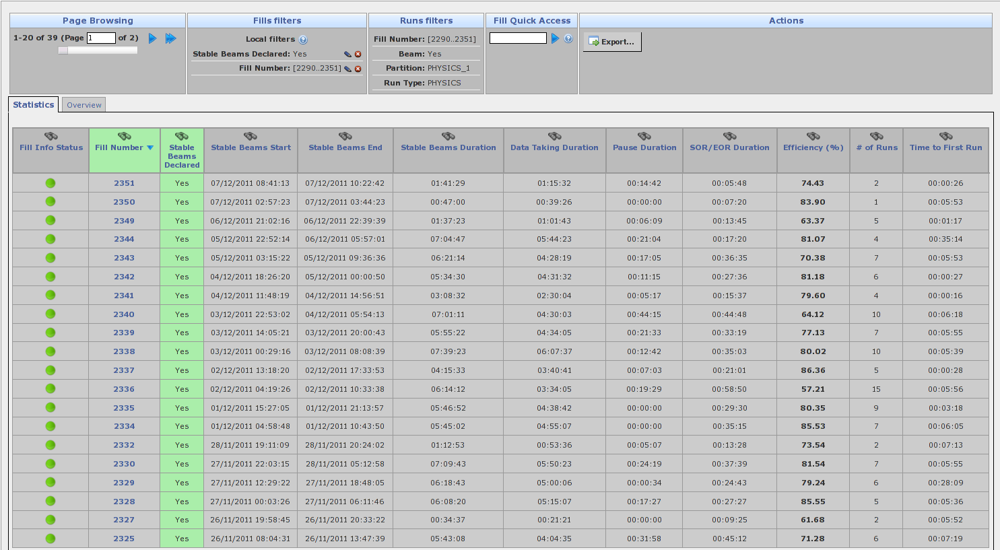 Page Browsing
1-20 of 39 (Page 1 of 2)
Fills filters
Local filters ?
Stable Beams Declared: Yes
Fill Number: [2290..2351]
Runs filters
Fill Number: [2290..2351]
Beam: Yes
Partition: PHYSICS_1
Run Type: PHYSICS
Fill Quick Access
?
Actions
Export...
Statistics Overview
Fill Info Status Fill Number Stable Beams Declared Stable Beams Start Stable Beams End Stable Beams Duration Data Taking Duration Pause Duration SOR/EOR Duration Efficiency (%) # of Runs Time to First Run
2351 Yes 07/12/2011 08:41:13 07/12/2011 10:22:42 01:41:29 01:15:32 00:14:42 00:05:48 74.43 2 00:00:26
2350 Yes 07/12/2011 02:57:23 07/12/2011 03:44:23 00:47:00 00:39:26 00:00:00 00:07:20 83.90 1 00:05:53
2349 Yes 06/12/2011 21:02:16 06/12/2011 22:39:39 01:37:23 01:01:43 00:06:09 00:13:45 63.37 5 00:01:17
2344 Yes 05/12/2011 22:52:14 06/12/2011 05:57:01 07:04:47 05:44:23 00:21:04 00:17:20 81.07 4 00:35:14
2343 Yes 05/12/2011 03:15:22 05/12/2011 09:36:36 06:21:14 04:28:19 00:17:05 00:36:35 70.38 7 00:05:53
2342 Yes 04/12/2011 18:26:20 05/12/2011 00:00:50 05:34:30 04:31:32 00:11:15 00:27:36 81.18 6 00:00:27
2341 Yes 04/12/2011 11:48:19 04/12/2011 14:56:51 03:08:32 02:30:04 00:05:17 00:15:37 79.60 4 00:00:16
2340 Yes 03/12/2011 22:53:02 04/12/2011 05:54:13 07:01:11 04:30:03 00:44:15 00:44:48 64.12 10 00:06:18
2339 Yes 03/12/2011 14:05:21 03/12/2011 20:00:43 05:55:22 04:34:05 00:21:33 00:33:19 77.13 7 00:05:55
2338 Yes 03/12/2011 00:29:16 03/12/2011 08:08:39 07:39:23 06:07:37 00:12:42 00:35:03 80.02 10 00:05:39
2337 Yes 02/12/2011 13:18:20 02/12/2011 17:33:53 04:15:33 03:40:41 00:07:03 00:21:01 86.36 5 00:00:28
2336 Yes 02/12/2011 04:19:26 02/12/2011 10:33:38 06:14:12 03:34:05 00:19:29 00:58:50 57.21 15 00:05:56
2335 Yes 01/12/2011 15:27:05 01/12/2011 21:13:57 05:46:52 04:38:42 00:00:00 00:29:30 80.35 9 00:03:18
2334 Yes 01/12/2011 04:58:48 01/12/2011 10:43:50 05:45:02 04:55:07 00:00:00 00:35:15 85.53 7 00:06:05
2332 Yes 28/11/2011 19:11:09 28/11/2011 20:24:02 01:12:53 00:53:36 00:05:07 00:13:28 73.54 2 00:07:13
2330 Yes 27/11/2011 22:03:15 28/11/2011 05:12:58 07:09:43 05:50:23 00:24:19 00:37:39 81.54 7 00:05:55
2329 Yes 27/11/2011 12:29:22 27/11/2011 18:48:05 06:18:43 05:00:06 00:00:34 00:24:43 79.24 6 00:28:09
2328 Yes 27/11/2011 00:03:26 27/11/2011 06:11:46 06:08:20 05:15:07 00:17:27 00:27:27 85.55 5 00:05:36
2327 Yes 26/11/2011 19:58:45 26/11/2011 20:33:22 00:34:37 00:21:21 00:00:00 00:09:25 61.68 2 00:05:52
2325 Yes 26/11/2011 08:04:31 26/11/2011 13:47:39 05:43:08 04:04:35 00:31:58 00:45:12 71.28 6 00:07:19